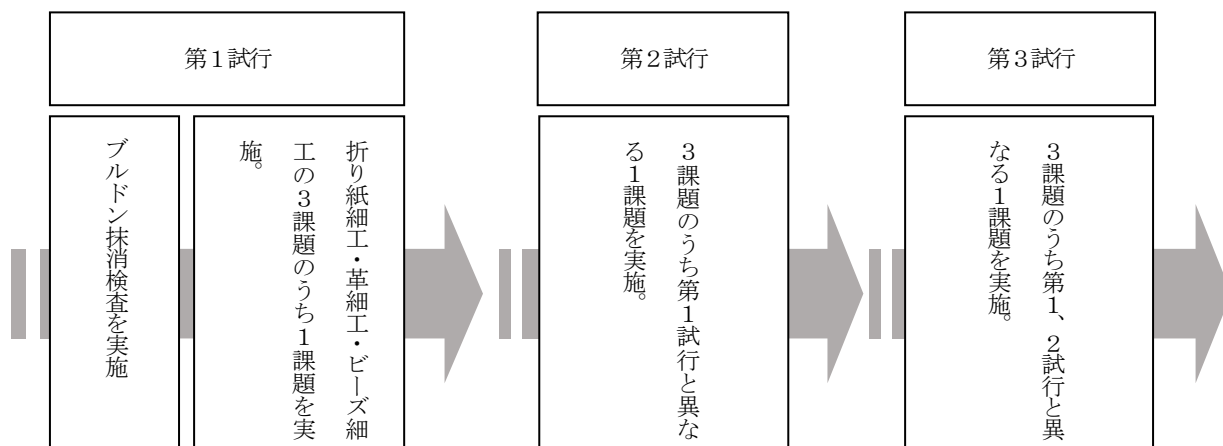 第１試行
ブルドン抹消検査を実施
折り紙細工・革細工・ビーズ細
工の３課題のうち１課題を実
施。
第２試行
３課題のうち第１試行と異な
る１課題を実施。
第３試行
３課題のうち第１、２試行と異
なる１課題を実施。